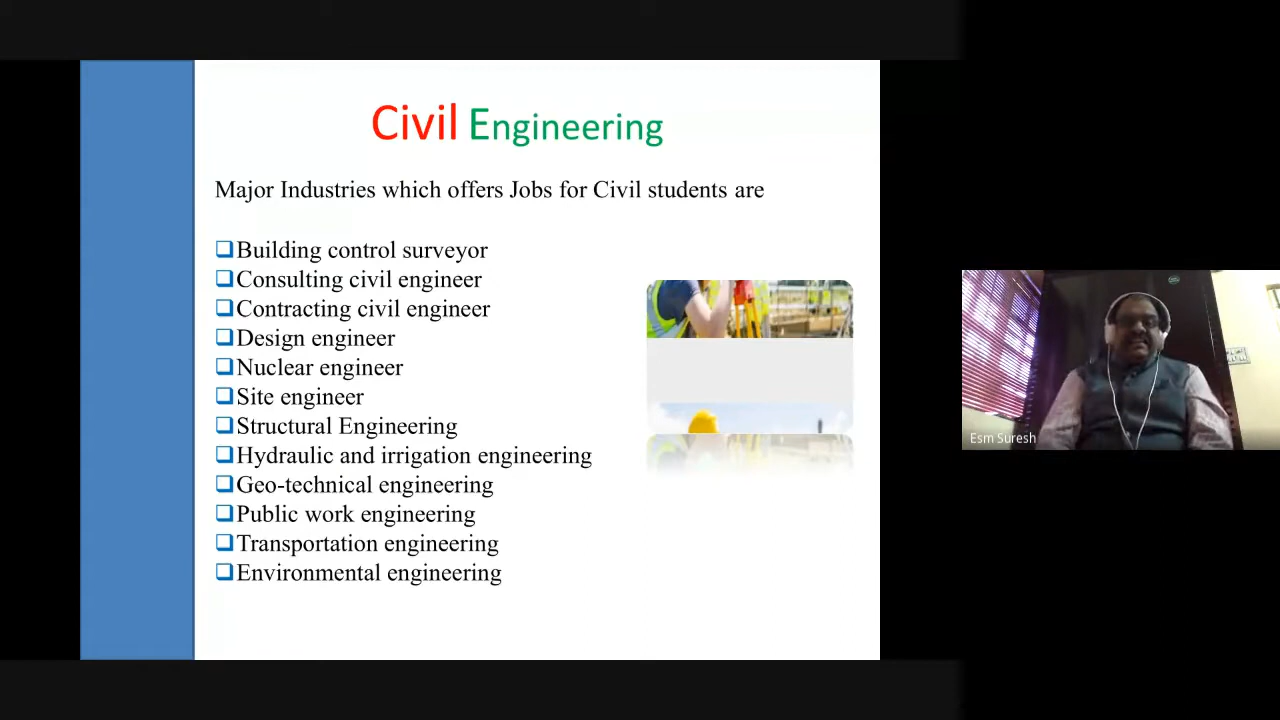 Civil Engineering
Major Industries which offers Jobs for Civil students are
Building control surveyor
Consulting civil engineer
Contracting civil engineer
Design engineer
Nuclear engineer
Site engineer
Structural Engineering
Hydraulic and irrigation engineering
Geo-technical engineering
Public work engineering
Transportation engineering
Environmental engineering
Esm Suresh